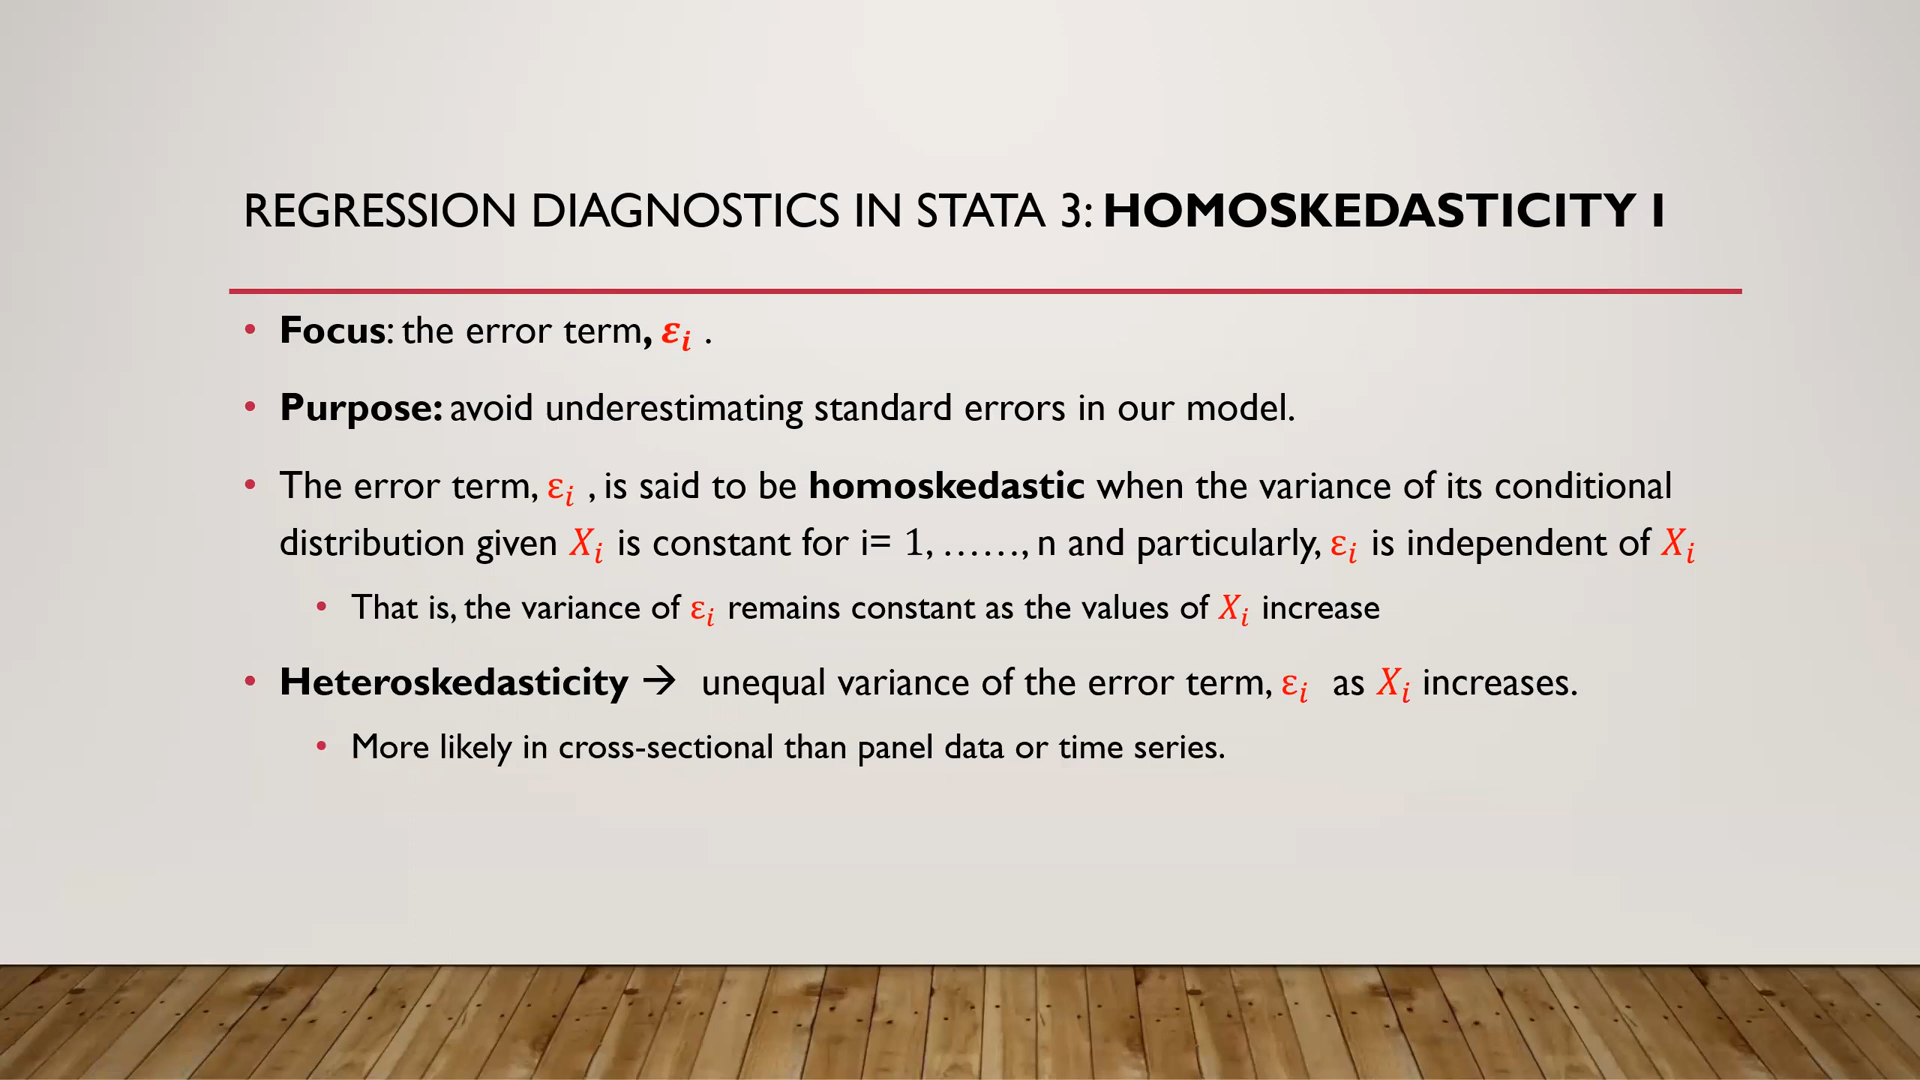 REGRESSION DIAGNOSTICS IN STATA 3: HOMOSKEDASTICITY I
• Focus: the error term, εᵢ .
• Purpose: avoid underestimating standard errors in our model.
• The error term, εᵢ , is said to be homoskedastic when the variance of its conditional
distribution given Xᵢ is constant for i= 1, ……, n and particularly, εᵢ is independent of Xᵢ
• That is, the variance of εᵢ remains constant as the values of Xᵢ increase
• Heteroskedasticity → unequal variance of the error term, εᵢ as Xᵢ increases.
• More likely in cross-sectional than panel data or time series.